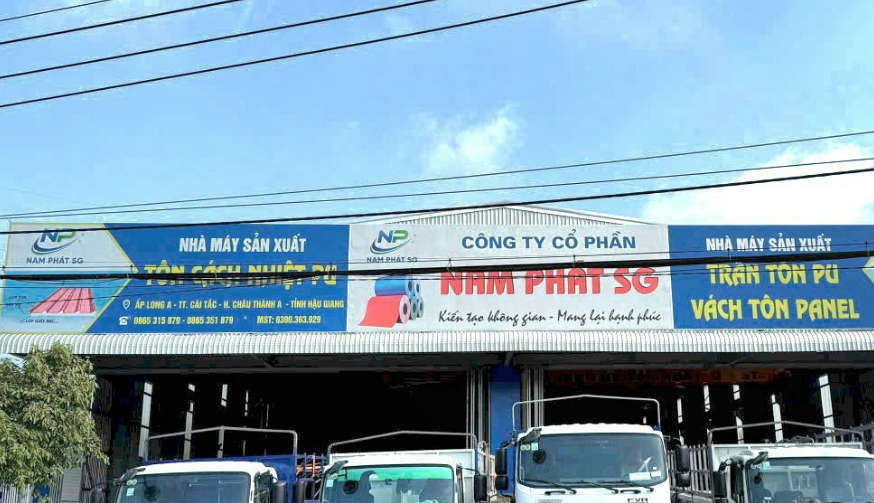 NP
NAM PHÁT SG
NHÀ MÁY SẢN XUẤT
TÔN CÁCH NHIỆT PU
ẤP LONG A - TT. CÁI TẮC - H. CHÂU THÀNH A - TỈNH HẬU GIANG
0865 315 879 - 0865 351 879 * MST: 6300.363.929
NP
NAM PHÁT SG
CÔNG TY CỔ PHẦN
NAM PHÁT SG
Kiến tạo không gian - Mang lại hạnh phúc
NHÀ MÁY SẢN XUẤT
TRẦN TÔN PU
VÁCH TÔN PANEL
FVR